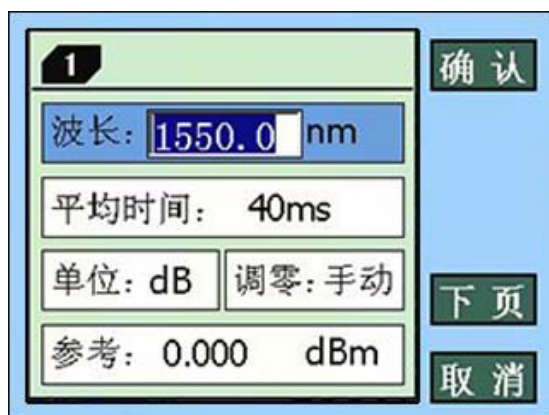 1
确 认
波长: 1550.0 nm
平均时间: 40ms
单位: dB 调零: 手动
下 页
参考: 0.000 dBm
取 消